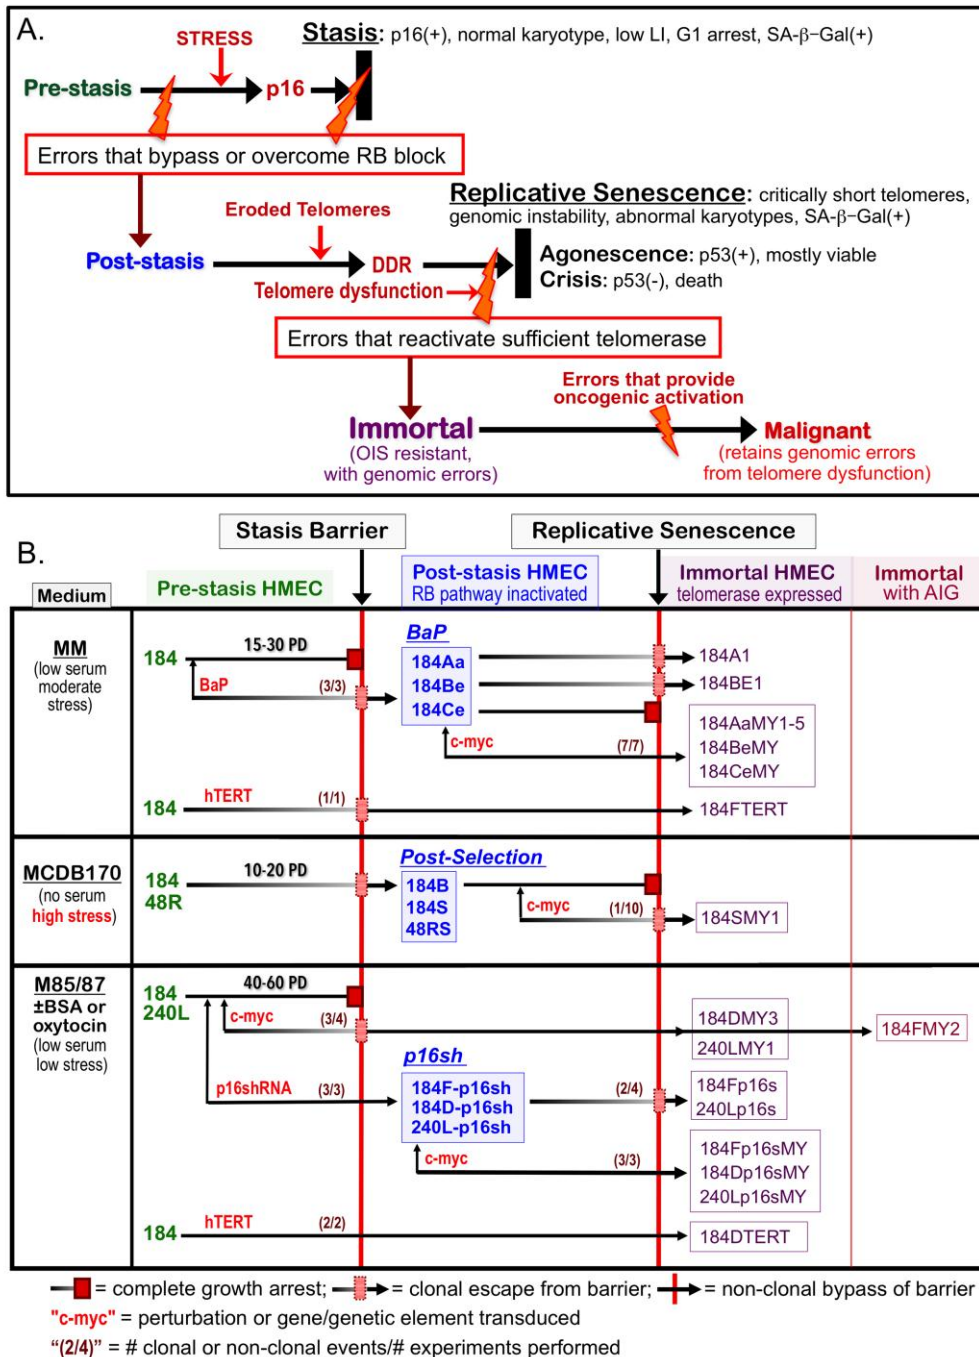 A.
STRESS
Stasis: p16(+), normal karyotype, low LI, G1 arrest, SA-β-Gal(+)
Pre-stasis
p16
Errors that bypass or overcome RB block
Replicative Senescence: critically short telomeres,
genomic instability, abnormal karyotypes, SA-β-Gal(+)
Eroded Telomeres
Agonescence: p53(+), mostly viable
Crisis: p53(-), death
Post-stasis
DDR
Telomere dysfunction
Errors that reactivate sufficient telomerase
Errors that provide
oncogenic activation
Immortal
(OIS resistant,
with genomic errors)
Malignant
(retains genomic errors
from telomere dysfunction)
B.
Stasis Barrier
Replicative Senescence
Medium
Pre-stasis HMEC
Post-stasis HMEC
RB pathway inactivated
Immortal HMEC
telomerase expressed
Immortal
with AIG
MM
(low serum
moderate
stress)
184
15-30 PD
BaP
(3/3)
BaP
184Aa
184Be
184Ce
184A1
184BE1
c-myc
(7/7)
184AaMY1-5
184BeMY
184CeMY
184
hTERT
(1/1)
184FTERT
MCDB170
(no serum
high stress)
184
48R
10-20 PD
Post-Selection
184B
184S
48RS
c-myc
(1/10)
184SMY1
M85/87
±BSA or
oxytocin
(low serum
low stress)
184
240L
40-60 PD
c-myc
(3/4)
184DMY3
240LMY1
184FMY2
p16shRNA
(3/3)
p16sh
184F-p16sh
184D-p16sh
240L-p16sh
(2/4)
184Fp16s
240Lp16s
c-myc
(3/3)
184Fp16sMY
184Dp16sMY
240Lp16sMY
184
hTERT
(2/2)
184DTERT
= complete growth arrest; = clonal escape from barrier; = non-clonal bypass of barrier
"c-myc" = perturbation or gene/genetic element transduced
“(2/4)” = # clonal or non-clonal events/# experiments performed